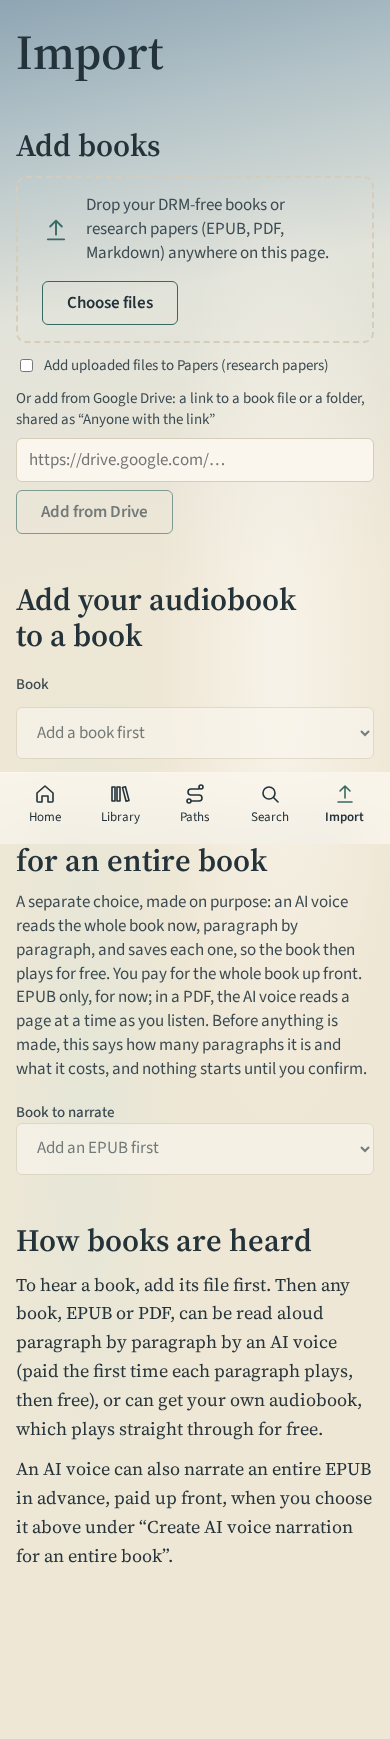 Import
Add books
Drop your DRM-free books or
research papers (EPUB, PDF,
Markdown) anywhere on this page.
Choose files
Add uploaded files to Papers (research papers)
Or add from Google Drive: a link to a book file or a folder,
shared as “Anyone with the link”
https://drive.google.com/…
Add from Drive
Add your audiobook
to a book
Book
Add a book first
Home
Library
Paths
Search
Import
for an entire book
A separate choice, made on purpose: an AI voice
reads the whole book now, paragraph by
paragraph, and saves each one, so the book then
plays for free. You pay for the whole book up front.
EPUB only, for now; in a PDF, the AI voice reads a
page at a time as you listen. Before anything is
made, this says how many paragraphs it is and
what it costs, and nothing starts until you confirm.
Book to narrate
Add an EPUB first
How books are heard
To hear a book, add its file first. Then any
book, EPUB or PDF, can be read aloud
paragraph by paragraph by an AI voice
(paid the first time each paragraph plays,
then free), or can get your own audiobook,
which plays straight through for free.
An AI voice can also narrate an entire EPUB
in advance, paid up front, when you choose
it above under “Create AI voice narration
for an entire book”.